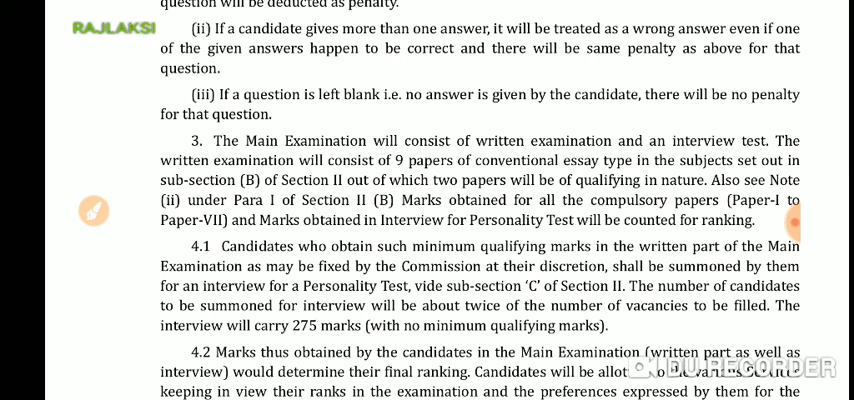 question will be deducted as penalty.
RAJLAKSI
(ii) If a candidate gives more than one answer, it will be treated as a wrong answer even if one
of the given answers happen to be correct and there will be same penalty as above for that
question.
(iii) If a question is left blank i.e. no answer is given by the candidate, there will be no penalty
for that question.
3. The Main Examination will consist of written examination and an interview test. The
written examination will consist of 9 papers of conventional essay type in the subjects set out in
sub-section (B) of Section II out of which two papers will be of qualifying in nature. Also see Note
(ii) under Para I of Section II (B) Marks obtained for all the compulsory papers (Paper-I to
Paper-VII) and Marks obtained in Interview for Personality Test will be counted for ranking.
4.1 Candidates who obtain such minimum qualifying marks in the written part of the Main
Examination as may be fixed by the Commission at their discretion, shall be summoned by them
for an interview for a Personality Test, vide sub-section ‘C’ of Section II. The number of candidates
to be summoned for interview will be about twice of the number of vacancies to be filled. The
interview will carry 275 marks (with no minimum qualifying marks).
4.2 Marks thus obtained by the candidates in the Main Examination (written part as well as
interview) would determine their final ranking. Candidates will be allot
DU RECORDER
keeping in view their ranks in the examination and the preferences expressed by them for the